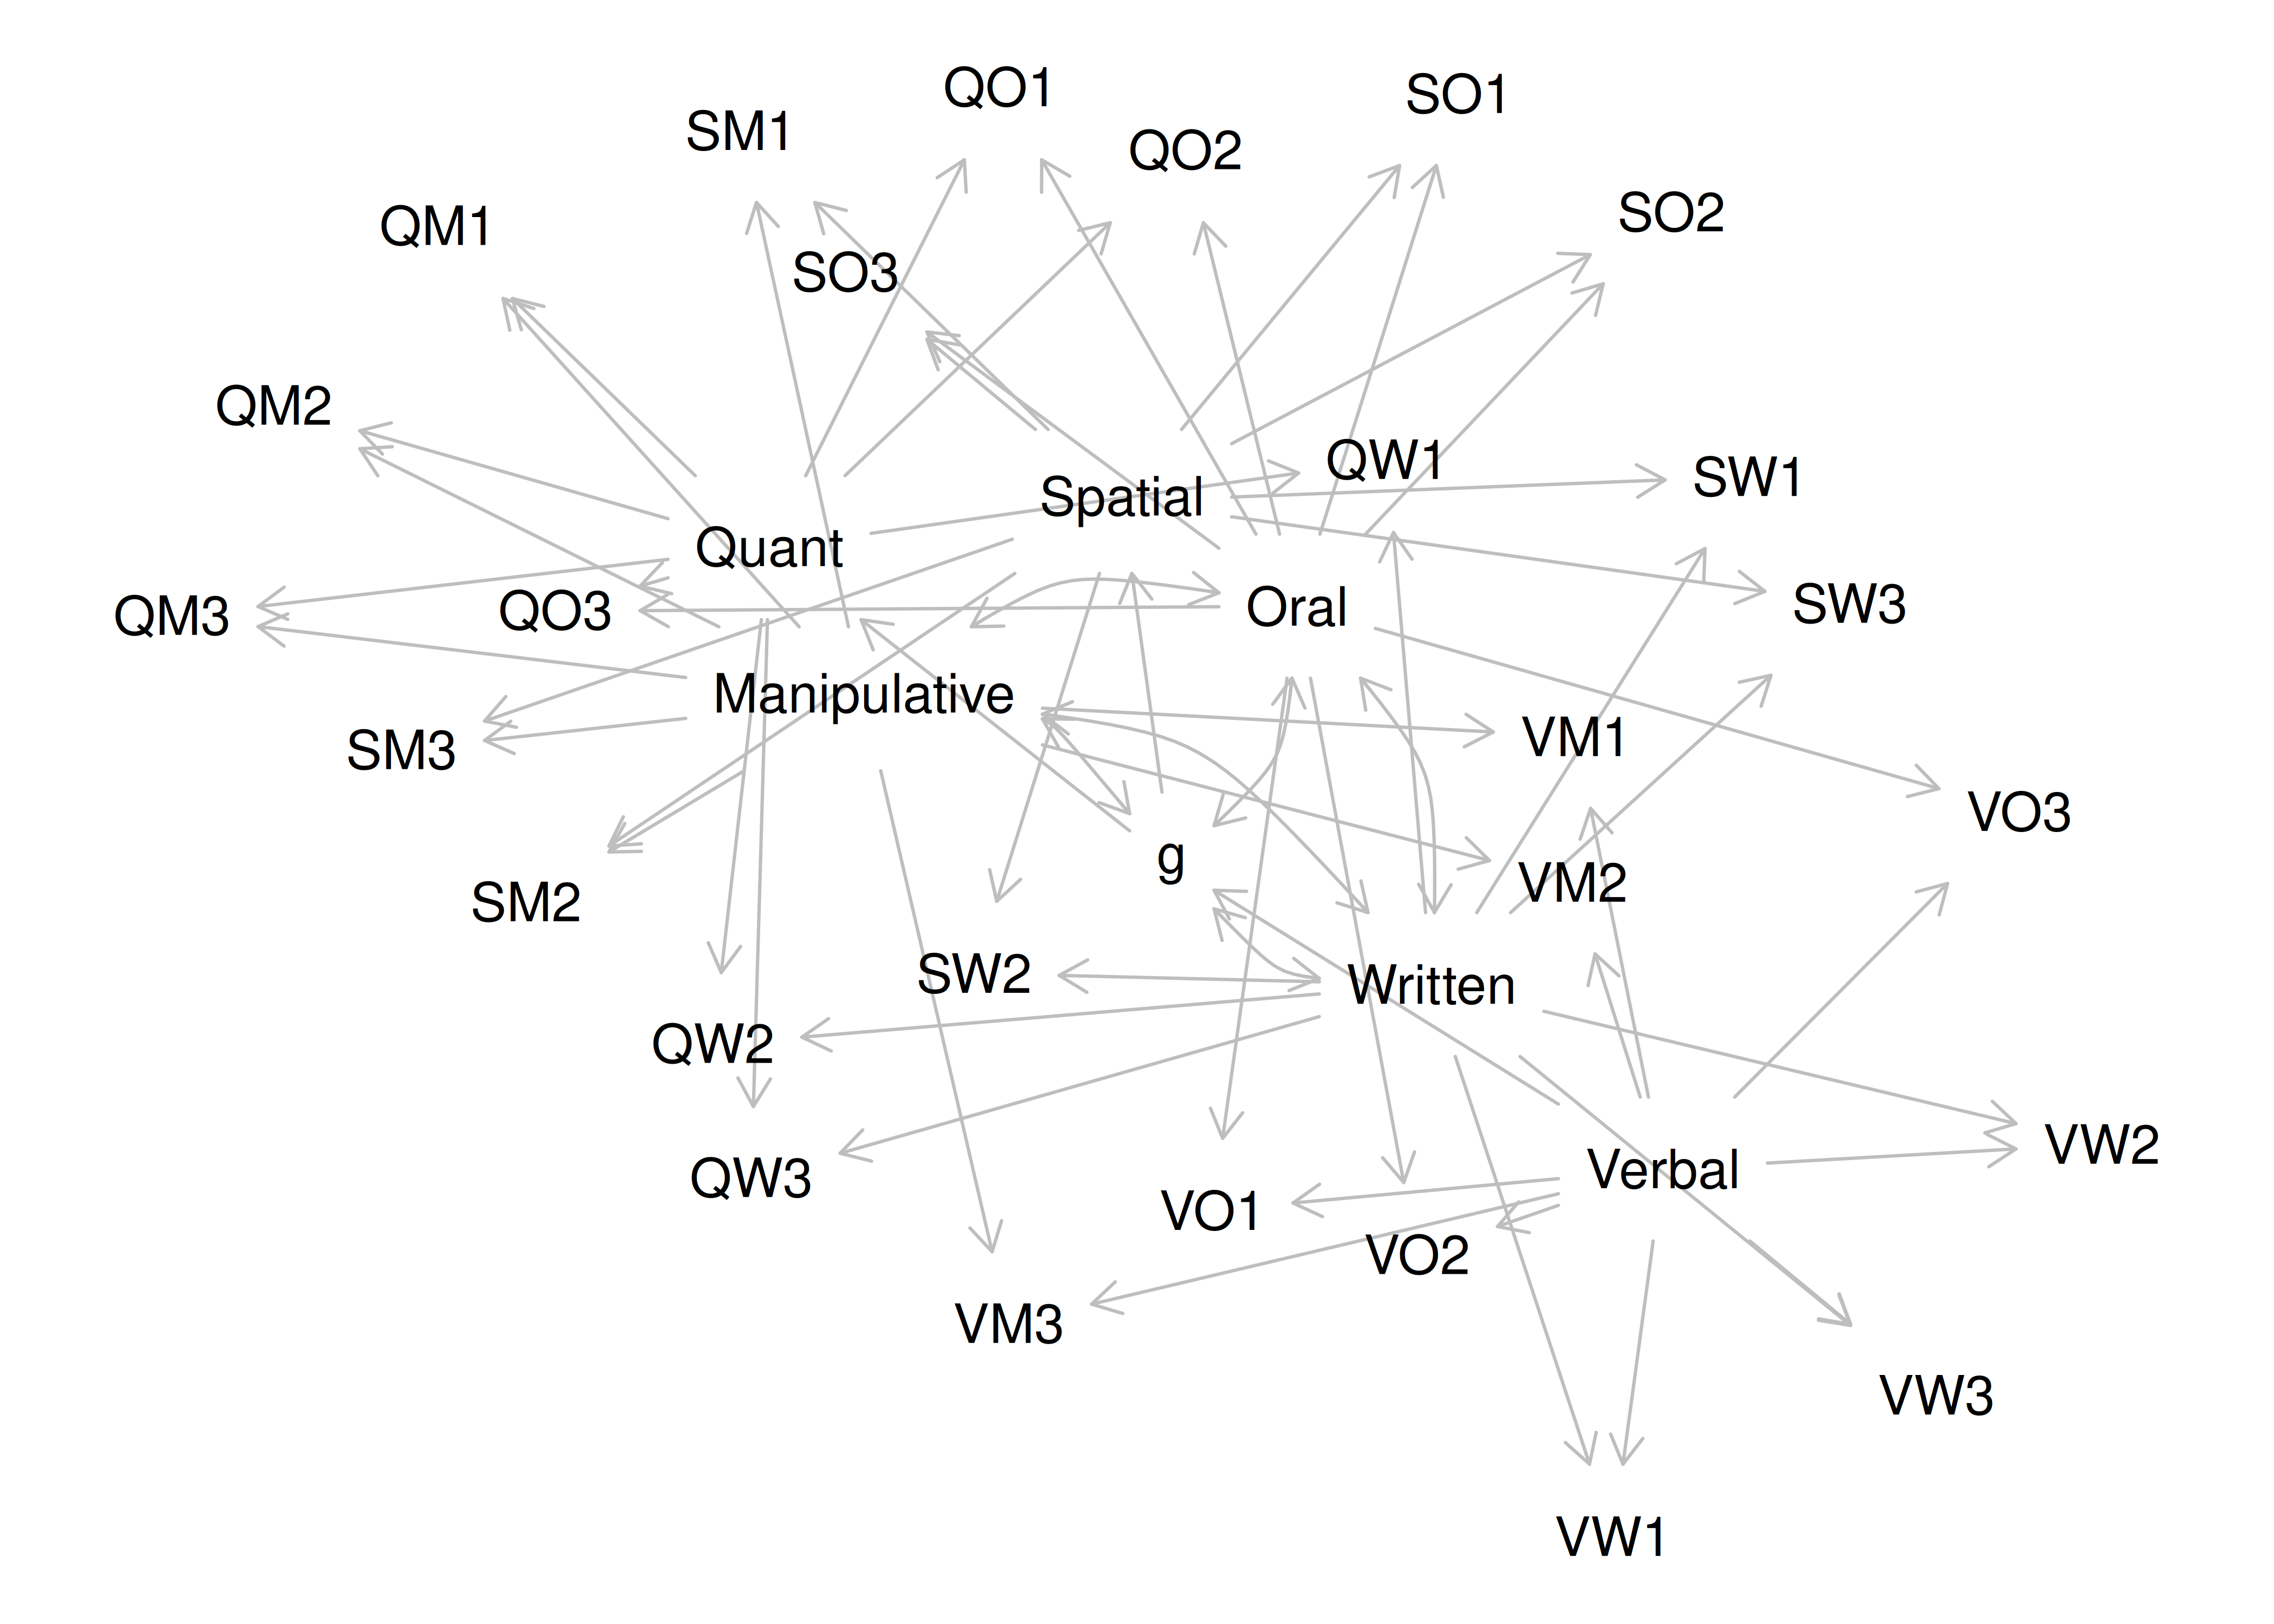 QO1
SO1
SM1
QO2
SO2
QM1
SO3
QM2
QW1
SW1
Spatial
Quant
SW3
Oral
QO3
QM3
Manipulative
VM1
SM3
VO3
g
VM2
SM2
SW2
Written
QW2
VW2
Verbal
QW3
VO1
VO2
VM3
VW3
VW1